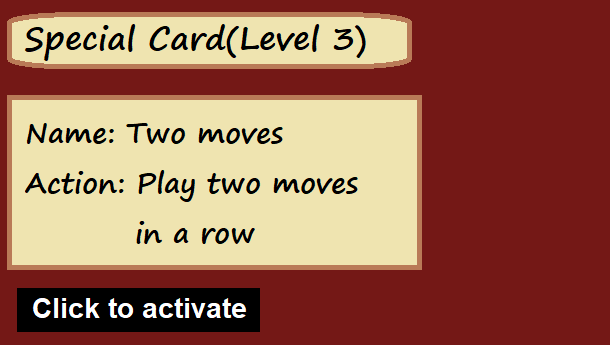 Special Card(Level 3)
Name: Two moves
Action: Play two moves
in a row
Click to activate